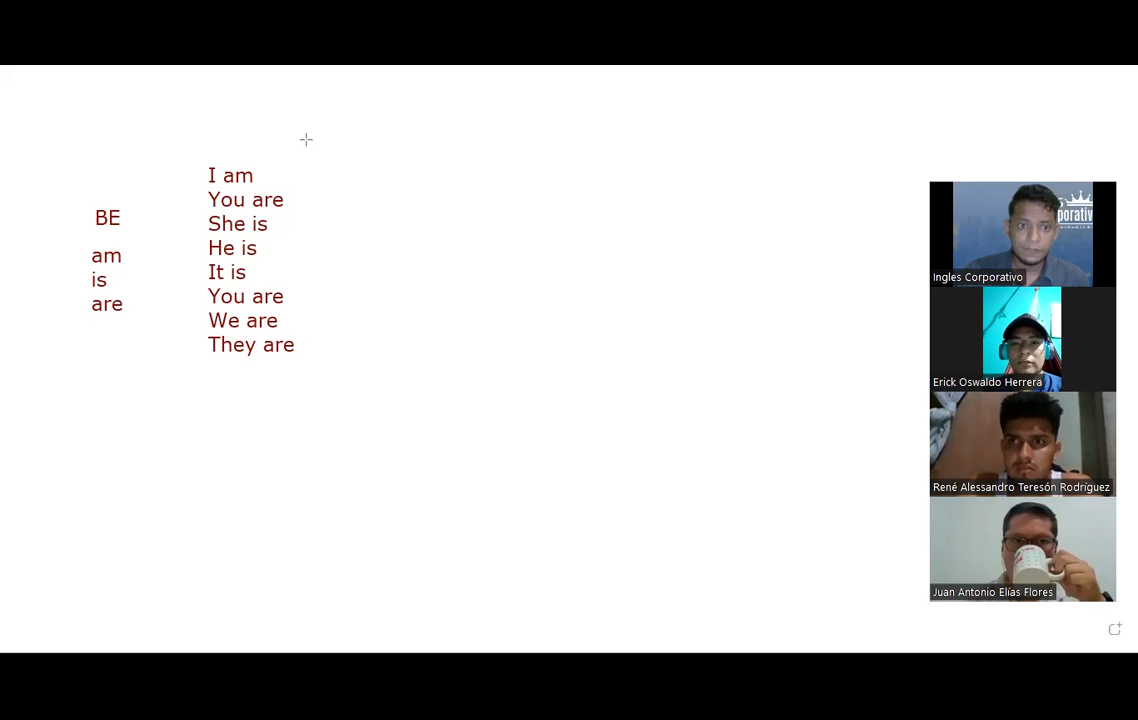 BE
am
is
are
I am
You are
She is
He is
It is
You are
We are
They are
Ingles Corporativo
Erick Oswaldo Herrera
René Alessandro Teresón Rodríguez
Juan Antonio Elías Flores